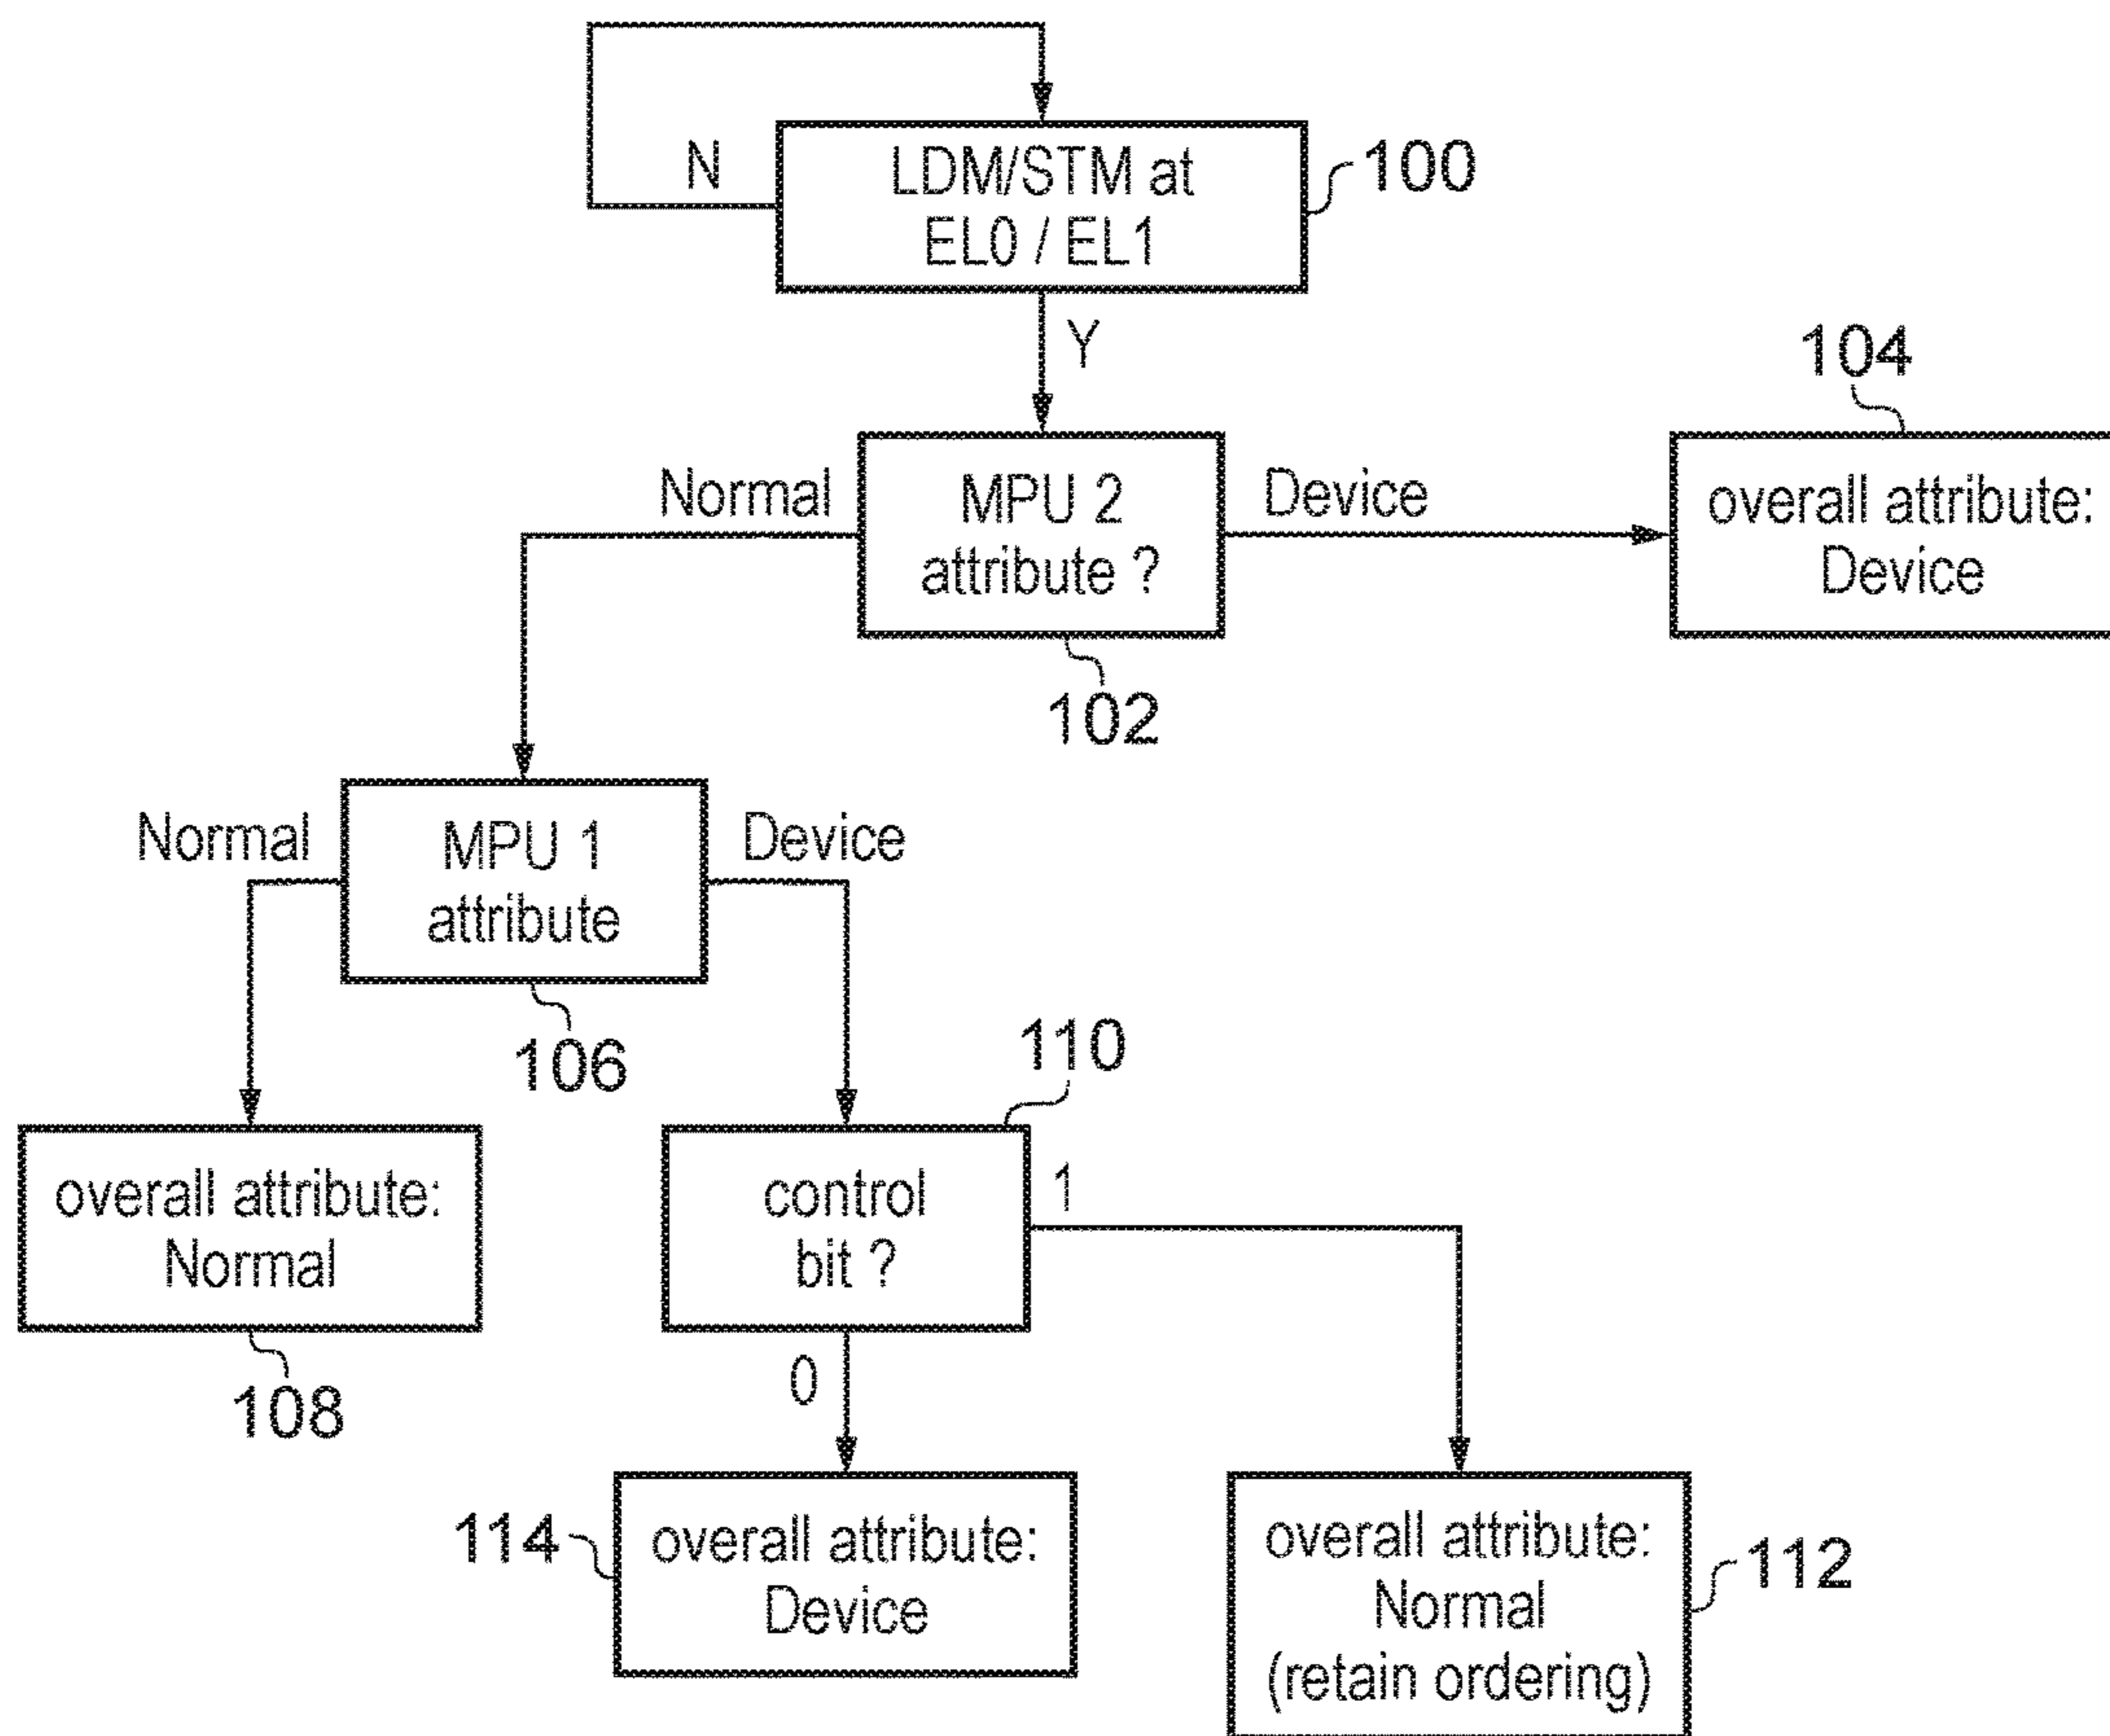 N
LDM/STM at
EL0 / EL1
100
Y
104
Normal
MPU 2
attribute ?
Device
overall attribute:
Device
102
Normal
MPU 1
attribute
Device
106
110
overall attribute:
Normal
control
bit ?
1
108
0
114
overall attribute:
Device
overall attribute:
Normal
(retain ordering)
112